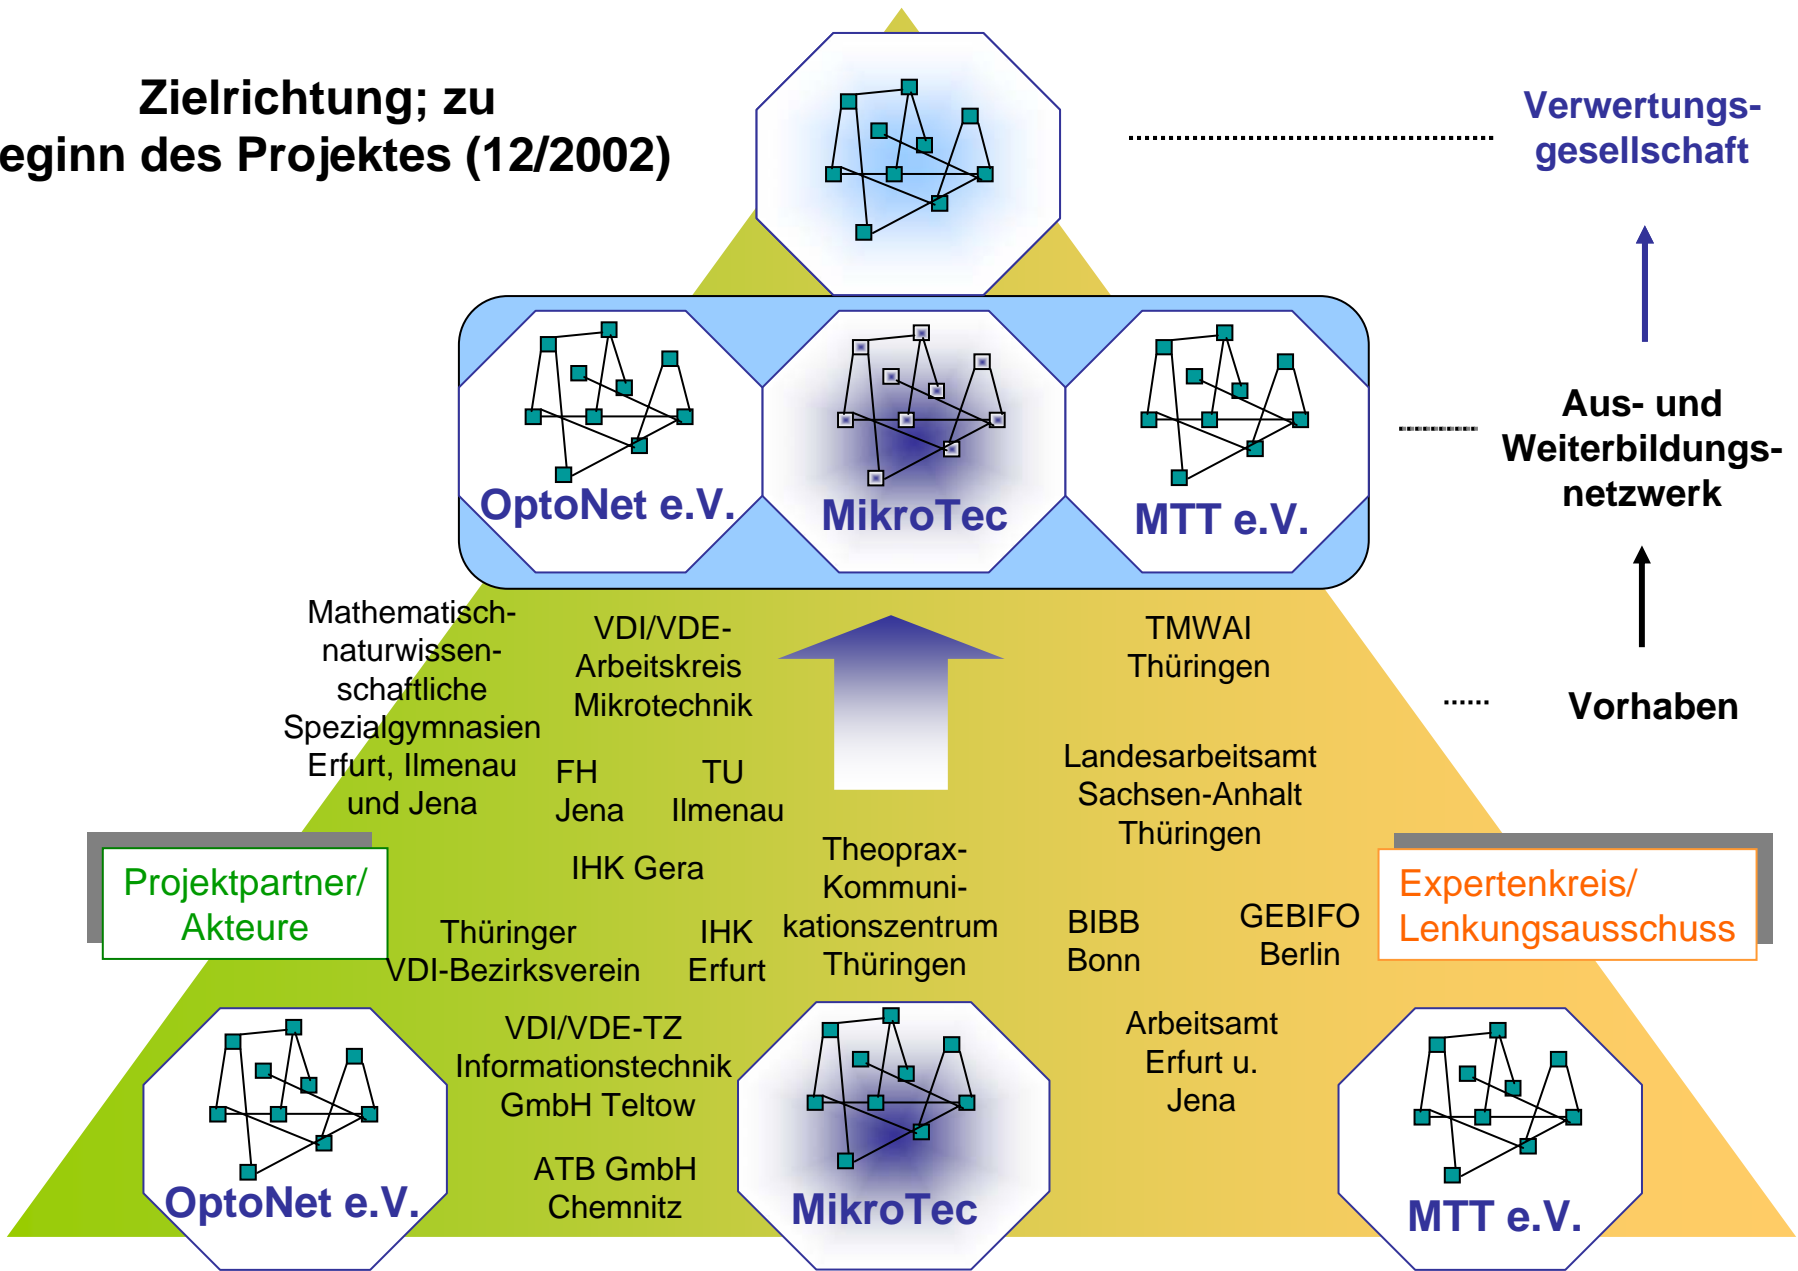 Zielrichtung; zu
eginn des Projektes (12/2002)
Verwertungs-
gesellschaft
OptoNet e.V.
MikroTec
MTT e.V.
Aus- und
Weiterbildungs-
netzwerk
Mathematisch-
naturwissen-
schaftliche
Spezialgymnasien
Erfurt, Ilmenau
und Jena
VDI/VDE-
Arbeitskreis
Mikrotechnik
TMWAI
Thüringen
Vorhaben
FH
Jena
TU
Ilmenau
Landesarbeitsamt
Sachsen-Anhalt
Thüringen
IHK Gera
Theoprax-
Kommuni-
kationszentrum
Thüringen
Projektpartner/
Akteure
Expertenkreis/
Lenkungsausschuss
Thüringer
VDI-Bezirksverein
IHK
Erfurt
BIBB
Bonn
GEBIFO
Berlin
VDI/VDE-TZ
Informationstechnik
GmbH Teltow
Arbeitsamt
Erfurt u.
Jena
ATB GmbH
Chemnitz
OptoNet e.V.
MikroTec
MTT e.V.